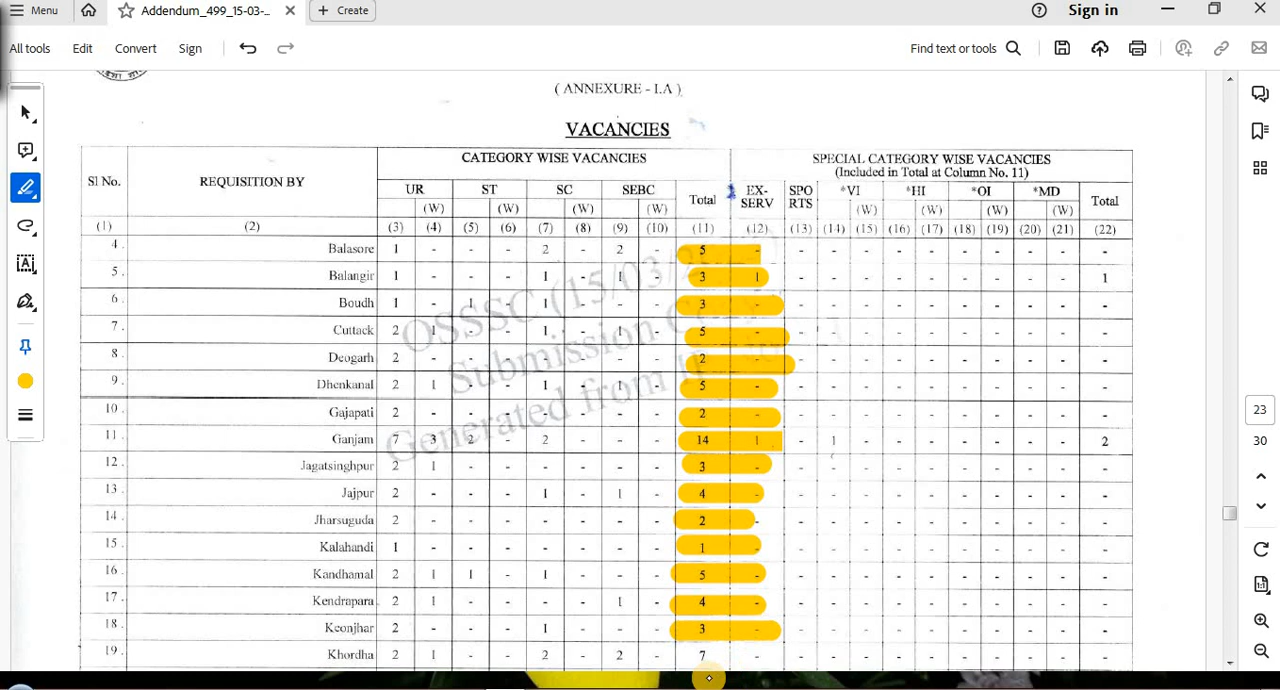 Menu
Addendum_499_15-03-...
Create
Sign in
All tools
Edit
Convert
Sign
Find text or tools
( ANNEXURE - I.A )
VACANCIES
Sl No. REQUISITION BY CATEGORY WISE VACANCIES SPECIAL CATEGORY WISE VACANCIES
(Included in Total at Column No. 11)
UR ST SC SEBC Total EX-SERV SPORTS *VI *HI *OI *MD Total
(W) (W) (W) (W) (W) (W) (W) (W)
(1) (2) (3) (4) (5) (6) (7) (8) (9) (10) (11) (12) (13) (14) (15) (16) (17) (18) (19) (20) (21) (22)
4 . Balasore 1 - - - 2 - 2 - 5 - - - - - - - - - - -
5 . Balangir 1 - - - 1 - 1 - 3 1 - - - - - - - - - 1
6 . Boudh 1 - 1 - 1 - - - 3 - - - - - - - - - - -
7 . Cuttack 2 1 - - 1 - 1 - 5 - - - - - - - - - - -
8 . Deogarh 2 - - - - - - - 2 - - - - - - - - - - -
9 . Dhenkanal 2 1 - - 1 - 1 - 5 - - - - - - - - - - -
10 . Gajapati 2 - - - - - - - 2 - - - - - - - - - - -
11 . Ganjam 7 3 2 - 2 - - - 14 1 - 1 - - - - - - - 2
12 . Jagatsinghpur 2 1 - - - - - - 3 - - - - - - - - - - -
13 . Jajpur 2 - - - 1 - 1 - 4 - - - - - - - - - - -
14 . Jharsuguda 2 - - - - - - - 2 - - - - - - - - - - -
15 . Kalahandi 1 - - - - - - - 1 - - - - - - - - - - -
16 . Kandhamal 2 1 1 - 1 - - - 5 - - - - - - - - - - -
17 . Kendrapara 2 1 - - - - 1 - 4 - - - - - - - - - - -
18 . Keonjhar 2 - - - 1 - - - 3 - - - - - - - - - - -
19 . Khordha 2 1 - - 2 - 2 - 7 - - - - - - - - - - -
OSSSC (15/03/2
Submission
Generated from
23
30